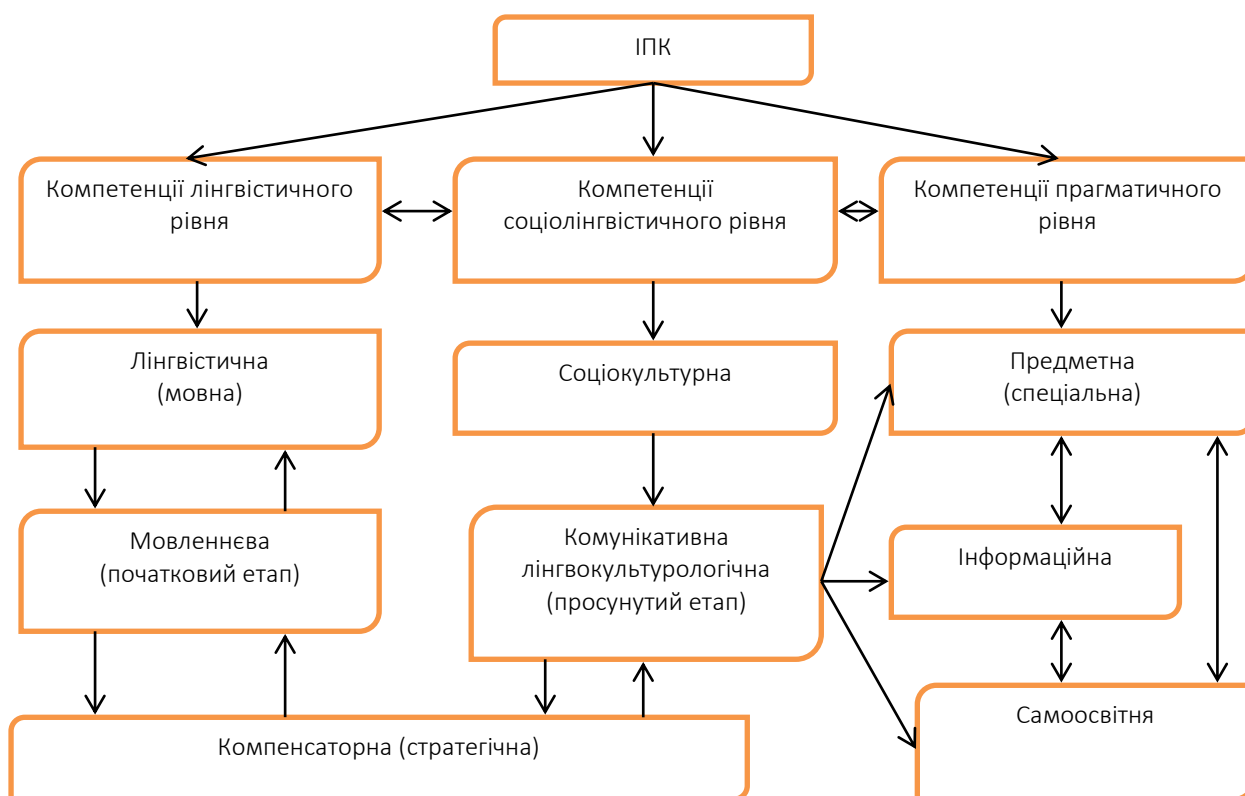 ІПК
Компетенції лінгвістичного
рівня
Компетенції
соціолінгвістичного рівня
Компетенції прагматичного
рівня
Лінгвістична
(мовна)
Соціокультурна
Предметна
(спеціальна)
Мовленнєва
(початковий етап)
Комунікативна
лінгвокультурологічна
(просунутий етап)
Інформаційна
Компенсаторна (стратегічна)
Самоосвітня